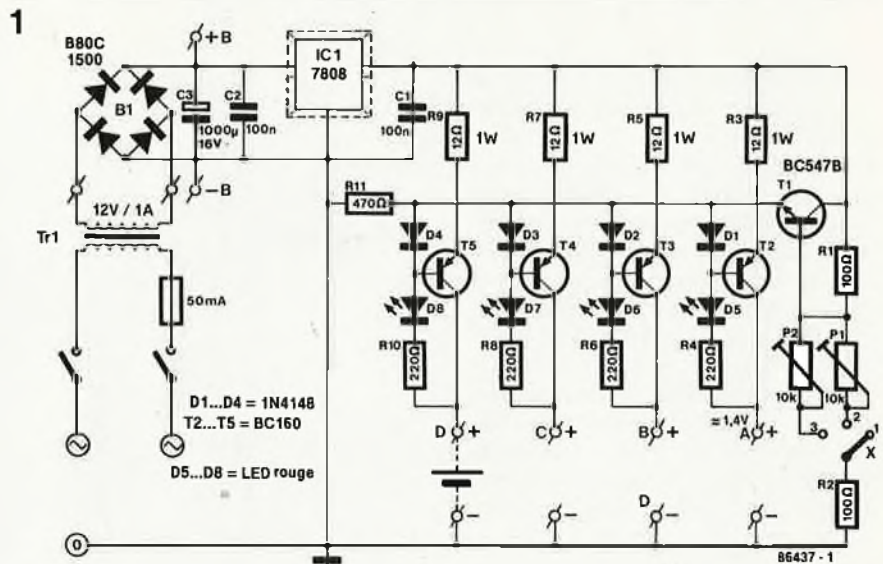 1
B80C
1500
+B
B1
C3
1000µ
16V
C2
100n
-B
IC1
7808
C1
100n
R9
12Ω
1W
R7
12Ω
1W
R5
12Ω
1W
R3
12Ω
1W
BC547B
T1
R11
470Ω
12V / 1A
Tr1
50mA
D4
T5
D3
T4
D2
T3
D1
T2
R1
100Ω
D8
D7
D6
D5
R10
220Ω
R8
220Ω
R6
220Ω
R4
220Ω
P2
10k
P1
10k
D1...D4 = 1N4148
T2...T5 = BC160
D5...D8 = LED rouge
D +
C +
B +
≈ 1,4V
A +
3
2
1
X
R2
100Ω
D
-
-
-
-
0
86437 - 1